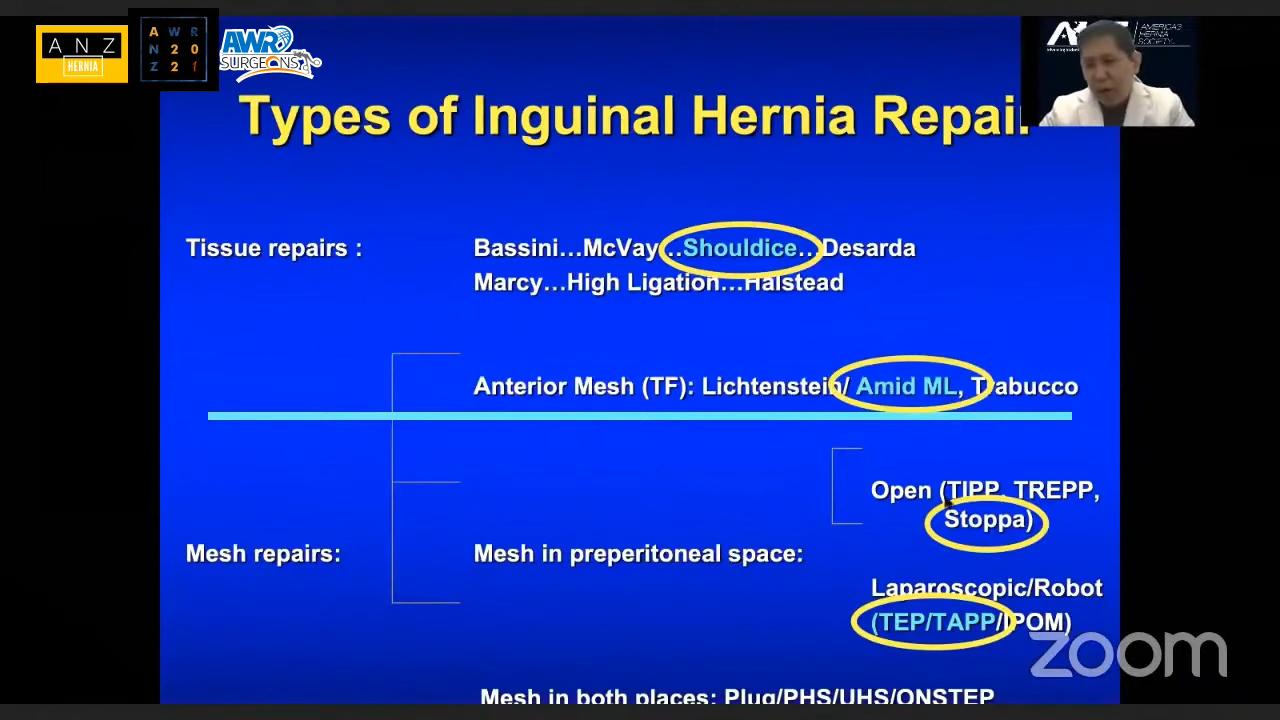 ANZ
HERNIA
AWR
N20
Z21
AWR
SURGEONS
AMERICAS
HERNIA
SOCIETY
Types of Inguinal Hernia Repair
Tissue repairs :
Bassini…McVay…Shouldice…Desarda
Marcy…High Ligation…Halstead
Anterior Mesh (TF): Lichtenstein/ Amid ML, Trabucco
Open (TIPP, TREPP,
Stoppa)
Mesh repairs:
Mesh in preperitoneal space:
Laparoscopic/Robot
(TEP/TAPP/IPOM)
Mesh in both places: Plug/PHS/UHS/ONSTEP
zoom